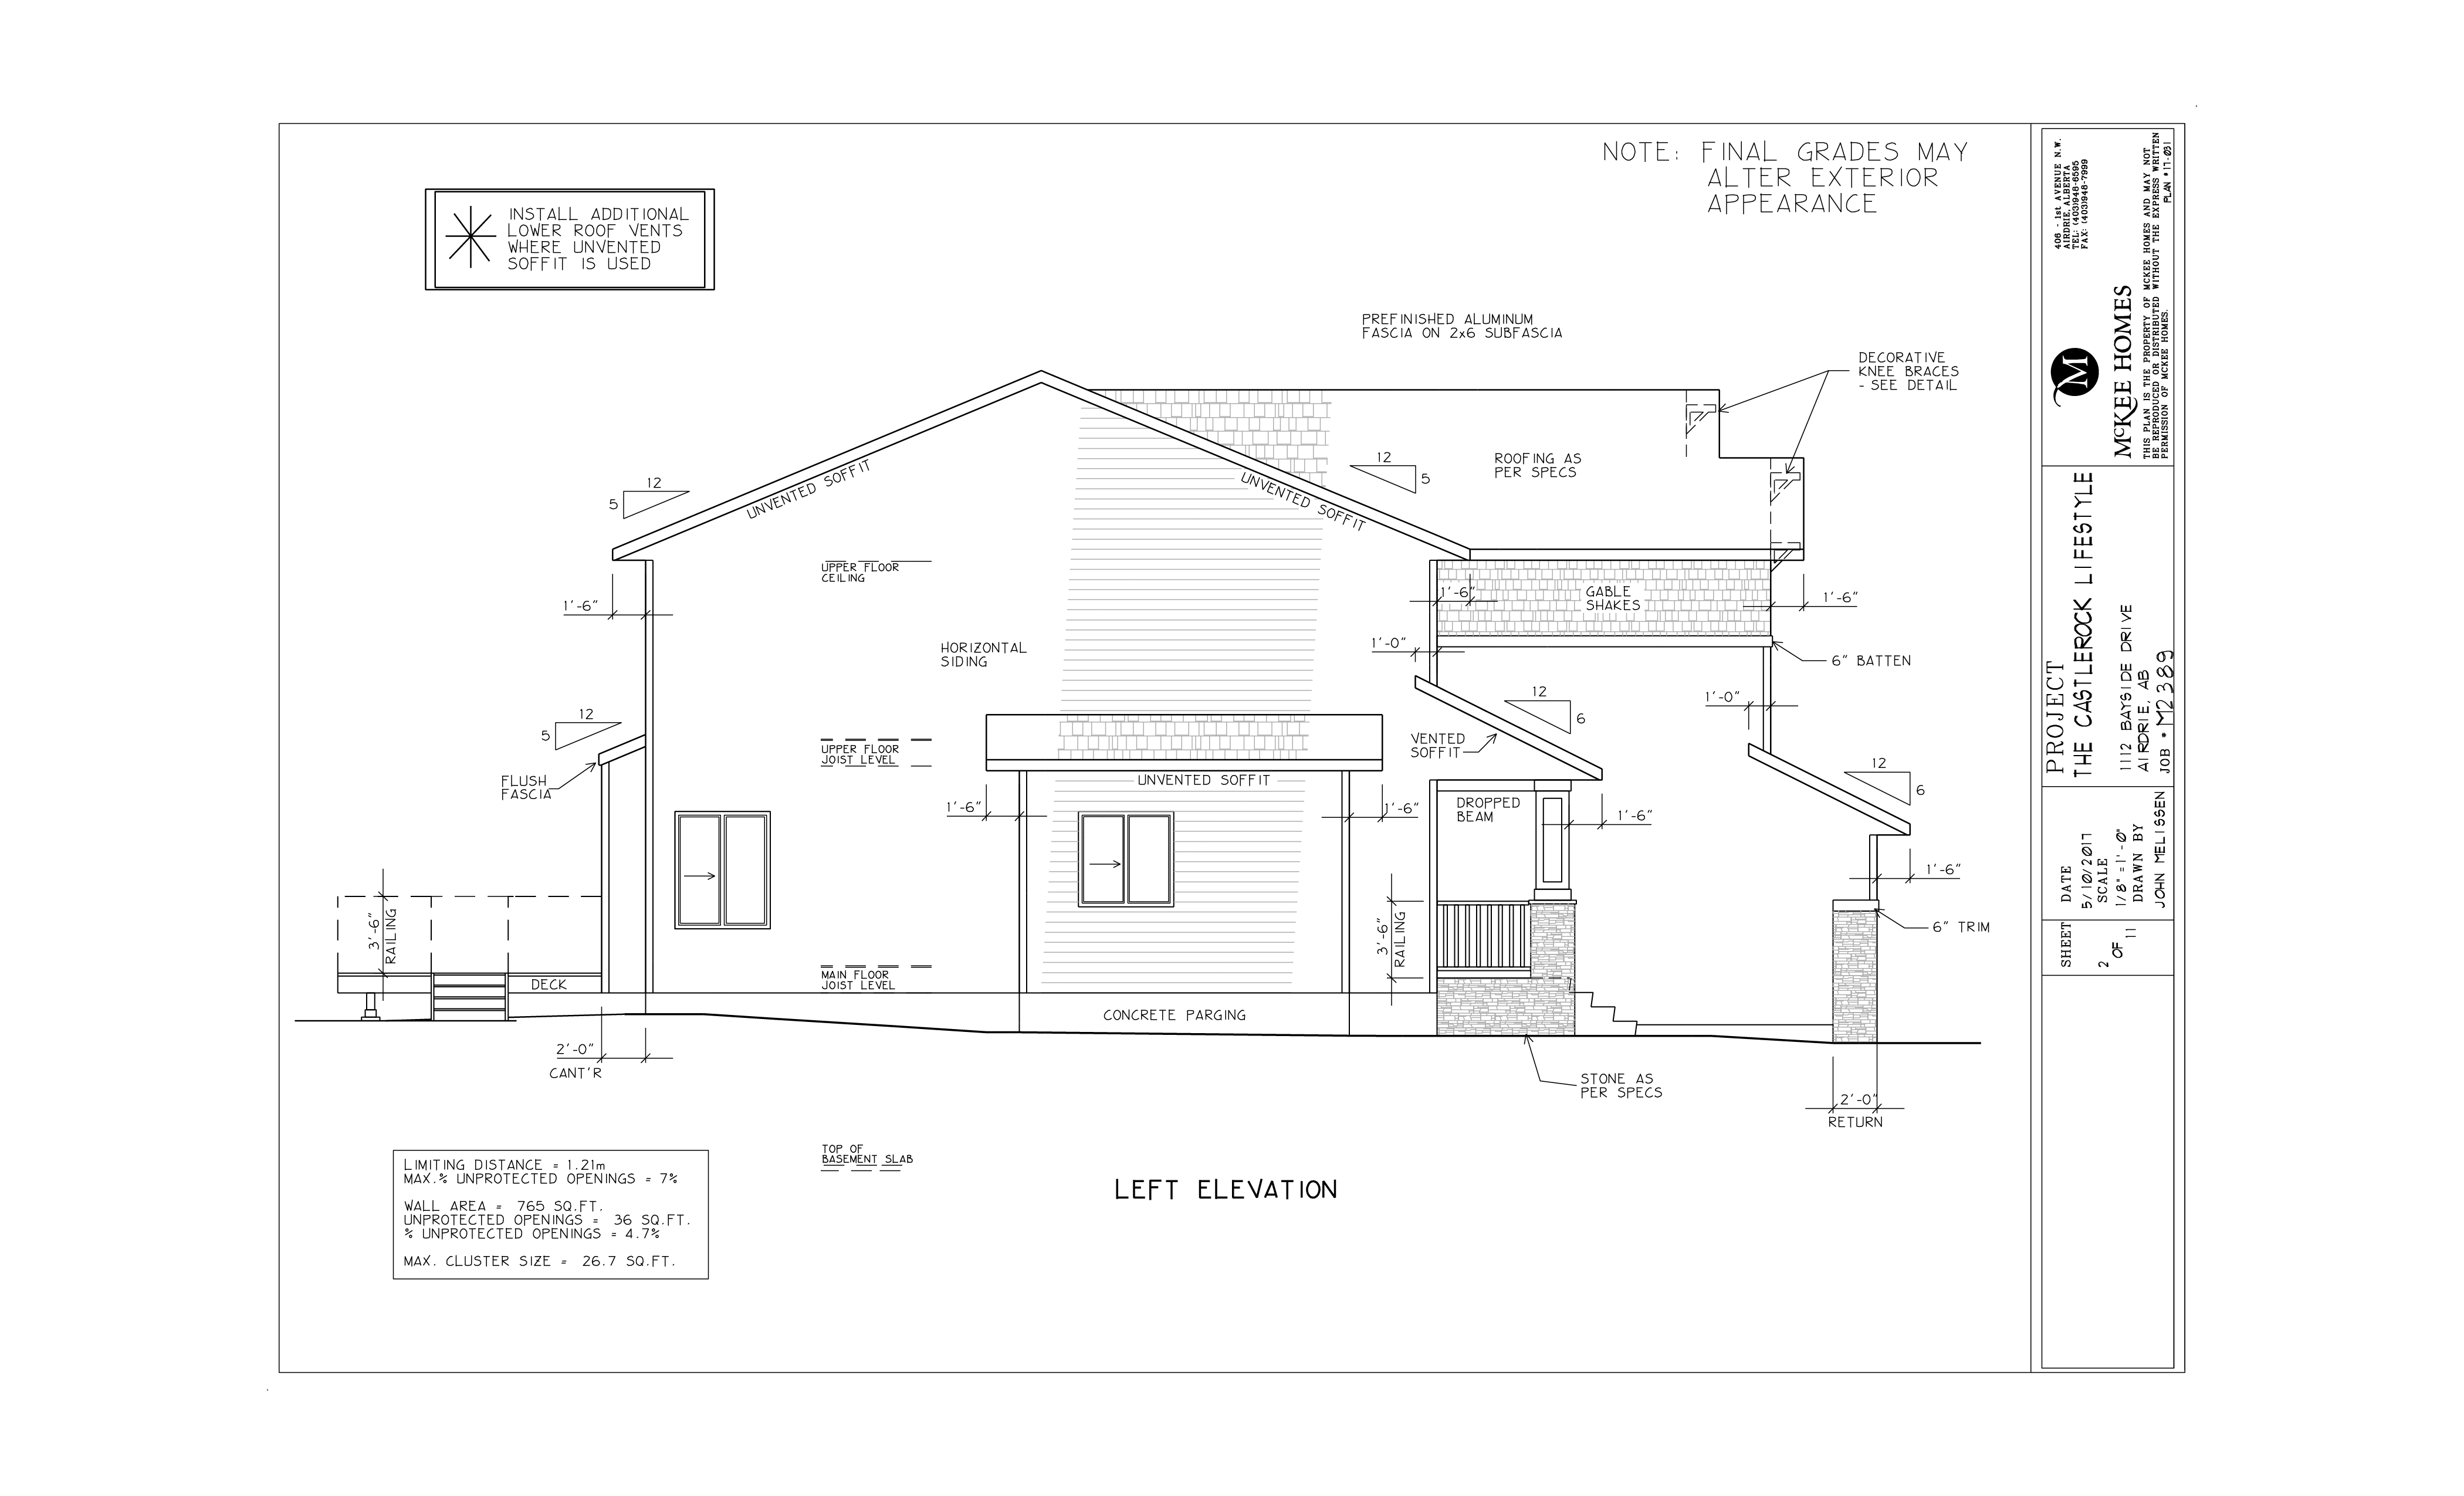 NOTE: FINAL GRADES MAY
ALTER EXTERIOR
APPEARANCE
INSTALL ADDITIONAL
LOWER ROOF VENTS
WHERE UNVENTED
SOFFIT IS USED
PREFINISHED ALUMINUM
FASCIA ON 2x6 SUBFASCIA
DECORATIVE
KNEE BRACES
- SEE DETAIL
ROOFING AS
PER SPECS
12
5
12
5
UNVENTED SOFFIT
UNVENTED SOFFIT
UPPER FLOOR
CEILING
1'-6"
1'-6"
GABLE
SHAKES
1'-6"
HORIZONTAL
SIDING
1'-0"
6" BATTEN
12
6
1'-0"
12
5
VENTED
SOFFIT
UPPER FLOOR
JOIST LEVEL
FLUSH
FASCIA
UNVENTED SOFFIT
12
6
1'-6"
1'-6"
DROPPED
BEAM
1'-6"
1'-6"
3'-6"
RAILING
3'-6"
RAILING
6" TRIM
MAIN FLOOR
JOIST LEVEL
DECK
CONCRETE PARGING
2'-0"
CANT'R
STONE AS
PER SPECS
2'-0"
RETURN
TOP OF
BASEMENT SLAB
LEFT ELEVATION
LIMITING DISTANCE = 1.21m
MAX.% UNPROTECTED OPENINGS = 7%
WALL AREA = 765 SQ.FT.
UNPROTECTED OPENINGS = 36 SQ.FT.
% UNPROTECTED OPENINGS = 4.7%
MAX. CLUSTER SIZE = 26.7 SQ.FT.
406 - 1st AVENUE N.W.
AIRDRIE, ALBERTA
TEL: (403)948-6595
FAX: (403)948-7999
M
McKEE HOMES
THIS PLAN IS THE PROPERTY OF MCKEE HOMES AND MAY NOT
BE REPRODUCED OR DISTRIBUTED WITHOUT THE EXPRESS WRITTEN
PERMISSION OF MCKEE HOMES.
PLAN #17-031
PROJECT
THE CASTLEROCK LIFESTYLE
1112 BAYSIDE DRIVE
AIRDRIE, AB
JOB # M2389
DATE
5/10/2017
SCALE
1/8" = 1'-0"
DRAWN BY
JOHN MELISSEN
SHEET
2 OF 11